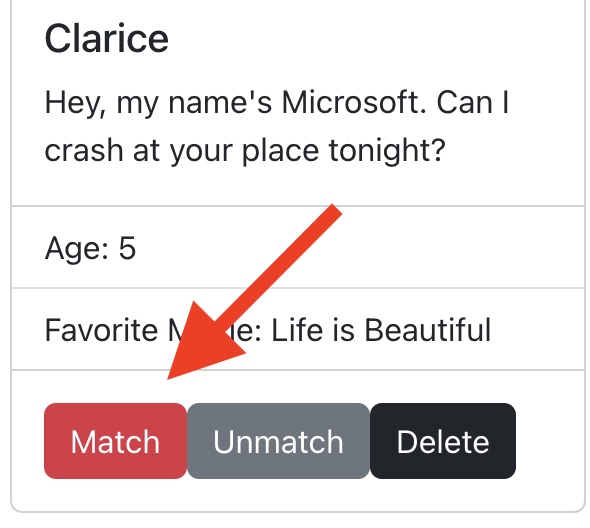 Clarice
Hey, my name's Microsoft. Can I
crash at your place tonight?
Age: 5
Favorite : Life is Beautiful
Match
Unmatch
Delete